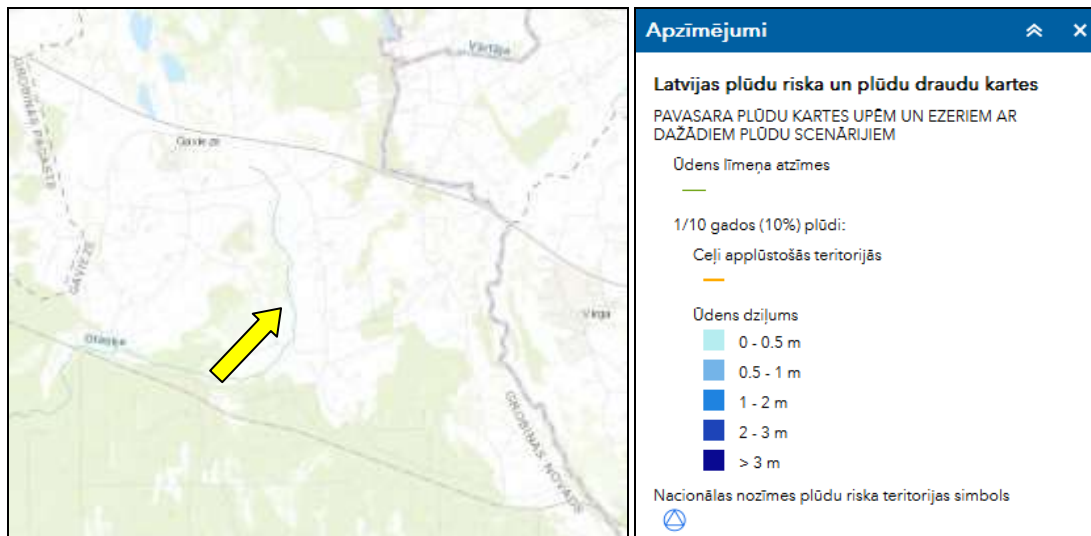 Vārtāja
GROBIŅAS PAGASTS
Gavieze
GAVIEZE
Virga
Otaņķe
GROBIŅAS NOVADS
Apzīmējumi
Latvijas plūdu riska un plūdu draudu kartes
PAVASARA PLŪDU KARTES UPĒM UN EZERIEM AR
DAŽĀDIEM PLŪDU SCENĀRIJIEM
Ūdens līmeņa atzīmes
1/10 gados (10%) plūdi:
Ceļi applūstošās teritorijās
Ūdens dziļums
0 - 0.5 m
0.5 - 1 m
1 - 2 m
2 - 3 m
> 3 m
Nacionālas nozīmes plūdu riska teritorijas simbols